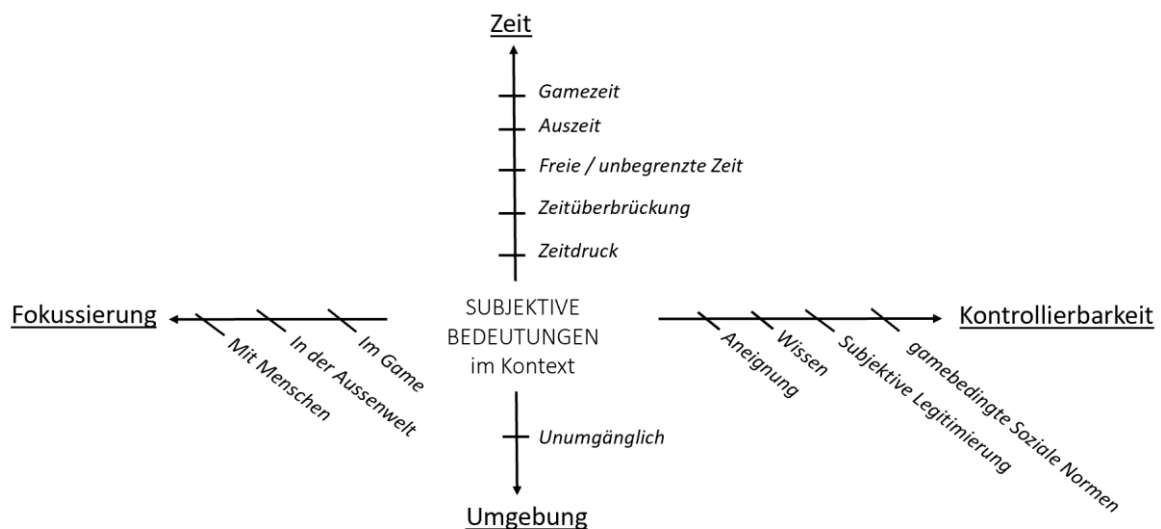 Zeit
Gamezeit
Auszeit
Freie / unbegrenzte Zeit
Zeitüberbrückung
Zeitdruck
Fokussierung
Mit Menschen
In der Aussenwelt
Im Game
SUBJEKTIVE
BEDEUTUNGEN
im Kontext
Aneignung
Wissen
Subjektive Legitimierung
gamebedingte Soziale Normen
Kontrollierbarkeit
Unumgänglich
Umgebung